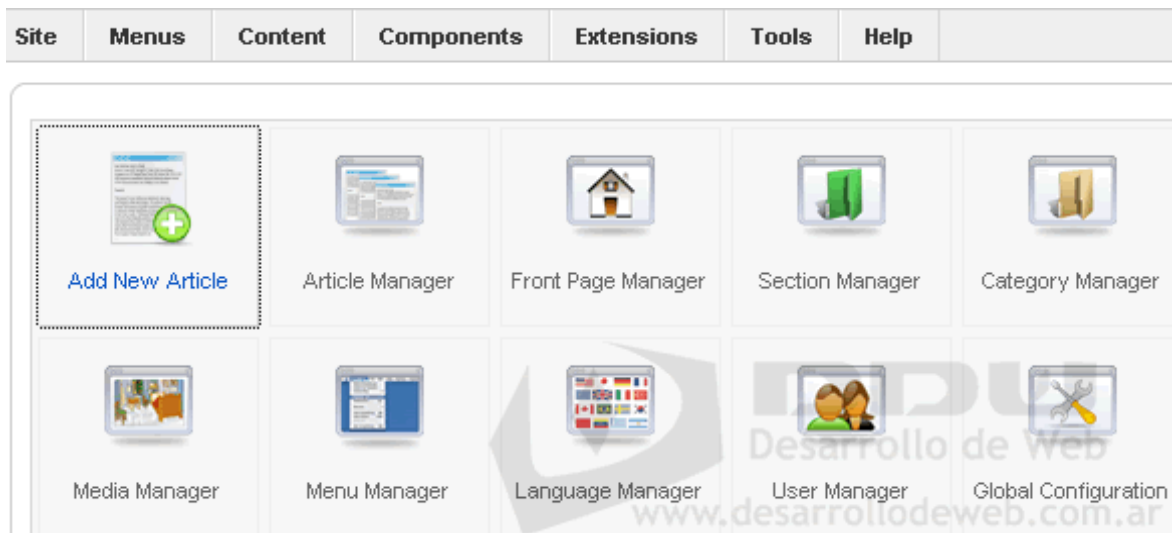 Site Menus Content Components Extensions Tools Help
Add New Article Article Manager Front Page Manager Section Manager Category Manager
Media Manager Menu Manager Language Manager User Manager Global Configuration
DDU
Desarrollo de Web
www.desarrollodeweb.com.ar